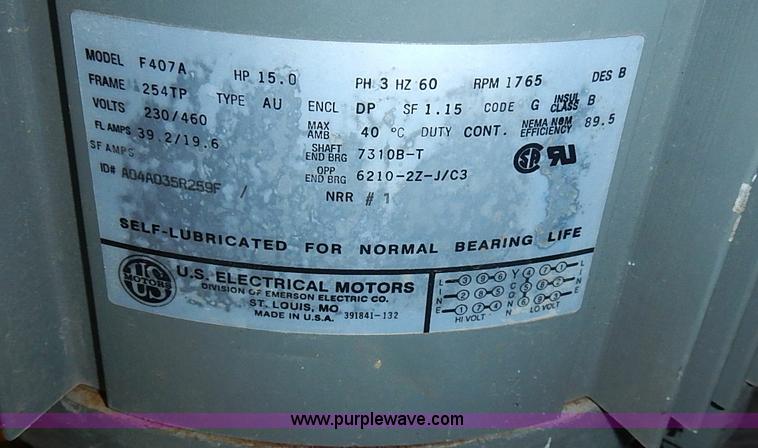 MODEL F407A HP 15.0 PH 3 HZ 60 RPM 1765 DES B
FRAME 254TP TYPE AU ENCL DP SF 1.15 CODE G INSUL CLASS B
VOLTS 230/460 MAX AMB 40 °C DUTY CONT. NEMA NOM EFFICIENCY 89.5
FL AMPS 39.2/19.6 SHAFT END BRG 7310B-T
SF AMPS OPP END BRG 6210-2Z-J/C3
ID# A04A035R259F / NRR # 1
SELF-LUBRICATED FOR NORMAL BEARING LIFE
US MOTORS
U.S. ELECTRICAL MOTORS
DIVISION OF EMERSON ELECTRIC CO.
ST. LOUIS, MO
MADE IN U.S.A. 391841-132
LINE
HI VOLT
Y CONN
LO VOLT
LINE
www.purplewave.com